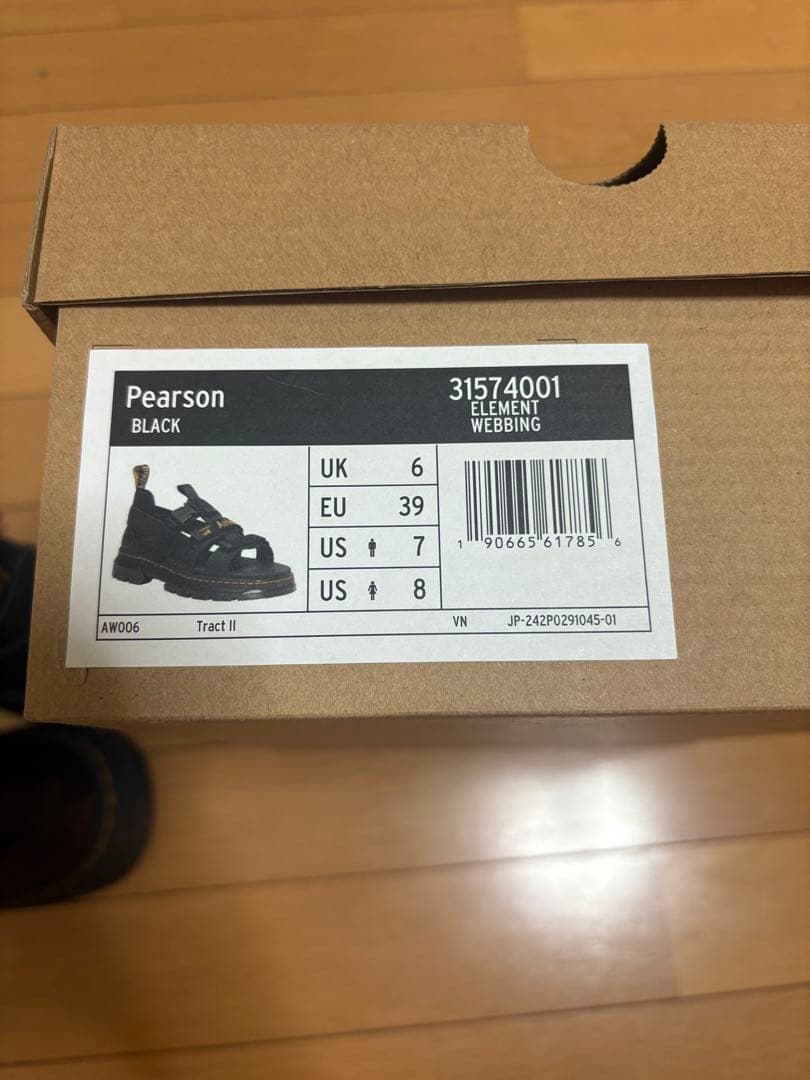 Pearson
BLACK
31574001
ELEMENT
WEBBING
UK 6
EU 39
US 7
US 8
1 90665 61785 6
AW006 Tract II VN JP-242P0291045-01